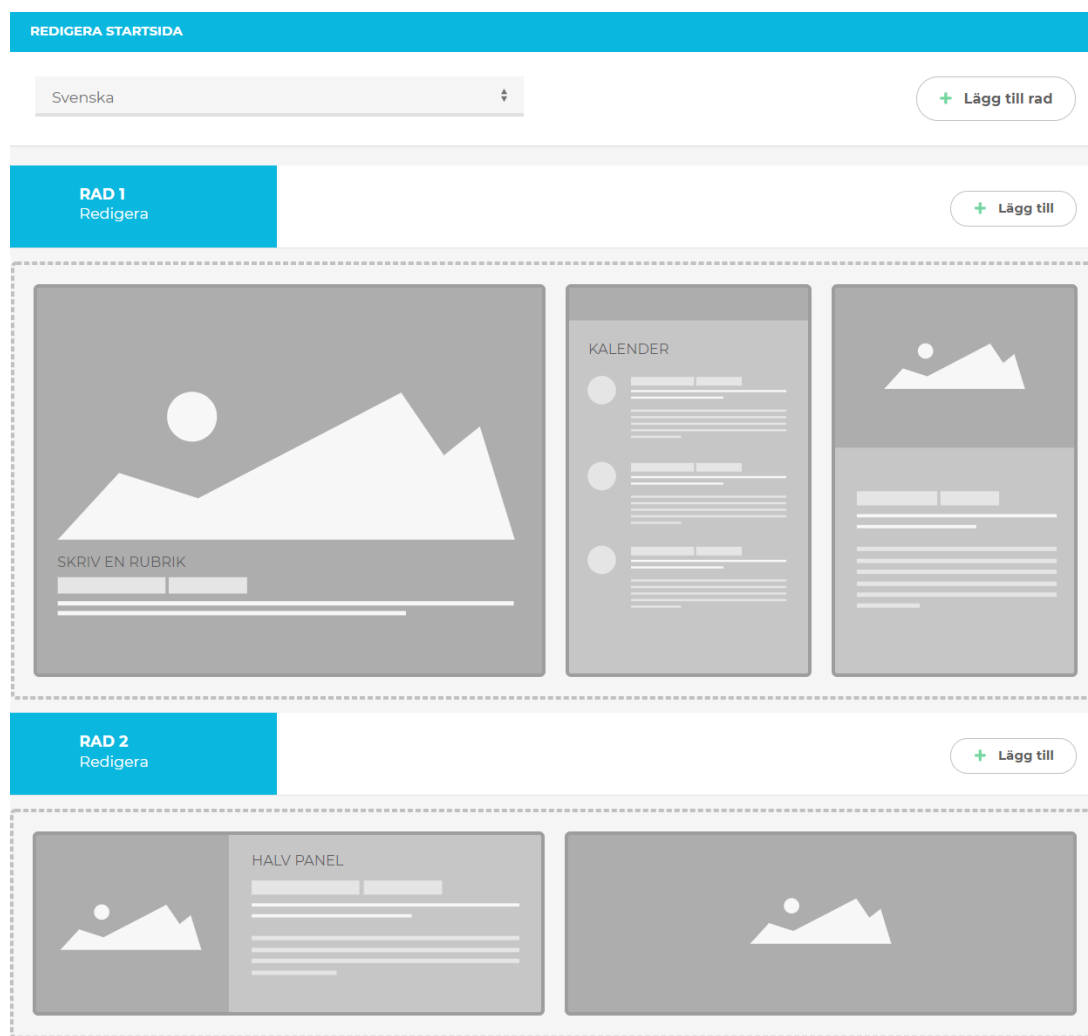 REDIGERA STARTSIDA
Svenska
+ Lägg till rad
RAD 1
Redigera
+ Lägg till
KALENDER
SKRIV EN RUBRIK
RAD 2
Redigera
+ Lägg till
HALV PANEL